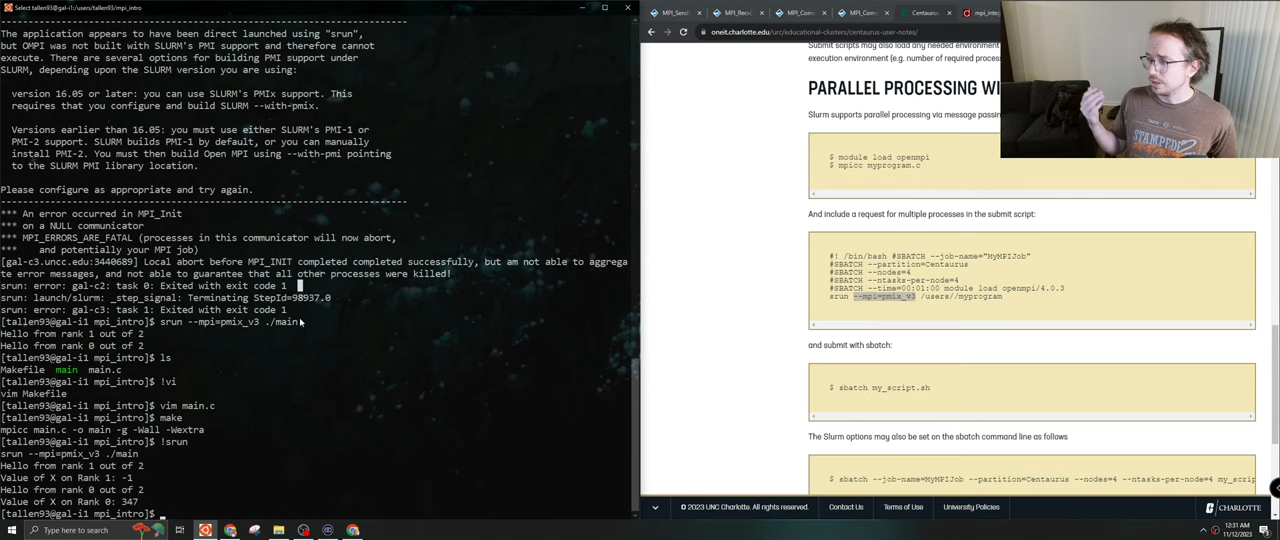 Select tallen93@gal-i1:/users/tallen93/mpi_intro
The application appears to have been direct launched using "srun",
but OMPI was not built with SLURM's PMI support and therefore cannot
execute. There are several options for building PMI support under
SLURM, depending upon the SLURM version you are using:
version 16.05 or later: you can use SLURM's PMIx support. This
requires that you configure and build SLURM --with-pmix.
Versions earlier than 16.05: you must use either SLURM's PMI-1 or
PMI-2 support. SLURM builds PMI-1 by default, or you can manually
install PMI-2. You must then build Open MPI using --with-pmi pointing
to the SLURM PMI library location.
Please configure as appropriate and try again.
*** An error occurred in MPI_Init
*** on a NULL communicator
*** MPI_ERRORS_ARE_FATAL (processes in this communicator will now abort,
***    and potentially your MPI job)
[gal-c3.uncc.edu:3440689] Local abort before MPI_INIT completed completed successfully, but am not able to aggrega
te error messages, and not able to guarantee that all other processes were killed!
srun: error: gal-c2: task 0: Exited with exit code 1
srun: launch/slurm: _step_signal: Terminating StepId=98937.0
srun: error: gal-c3: task 1: Exited with exit code 1
[tallen93@gal-i1 mpi_intro]$ srun --mpi=pmix_v3 ./main
Hello from rank 1 out of 2
Hello from rank 0 out of 2
[tallen93@gal-i1 mpi_intro]$ ls
Makefile  main  main.c
[tallen93@gal-i1 mpi_intro]$ !vi
vim Makefile
[tallen93@gal-i1 mpi_intro]$ vim main.c
[tallen93@gal-i1 mpi_intro]$ make
mpicc main.c -o main -g -Wall -Wextra
[tallen93@gal-i1 mpi_intro]$ !srun
srun --mpi=pmix_v3 ./main
Hello from rank 1 out of 2
Value of X on Rank 1: -1
Hello from rank 0 out of 2
Value of X on Rank 0: 347
[tallen93@gal-i1 mpi_intro]$
MPI_Send MPI_Recv MPI_Com MPI_Com Centaurus mpi_inte
oneit.charlotte.edu/urc/educational-clusters/centaurus-user-notes/
Submit scripts may also load any needed environment
execution environment (e.g. number of required process
PARALLEL PROCESSING WI
Slurm supports parallel processing via message passin
$ module load openmpi
$ mpicc myprogram.c
And include a request for multiple processes in the submit script:
#! /bin/bash #SBATCH --job-name="MyMPIJob"
#SBATCH --partition=Centaurus
#SBATCH --nodes=4
#SBATCH --ntasks-per-node=4
#SBATCH --time=00:01:00 module load openmpi/4.0.3
srun --mpi=pmix_v3 /users//myprogram
and submit with sbatch:
$ sbatch my_script.sh
The Slurm options may also be set on the sbatch command line as follows
$ sbatch --job-name=MyMPIJob --partition=Centaurus --nodes=4 --ntasks-per-node=4 my_scrip
© 2023 UNC Charlotte Contact Us Terms of Use University Policies CHARLOTTE
Type here to search
12:31 AM
11/12/2023